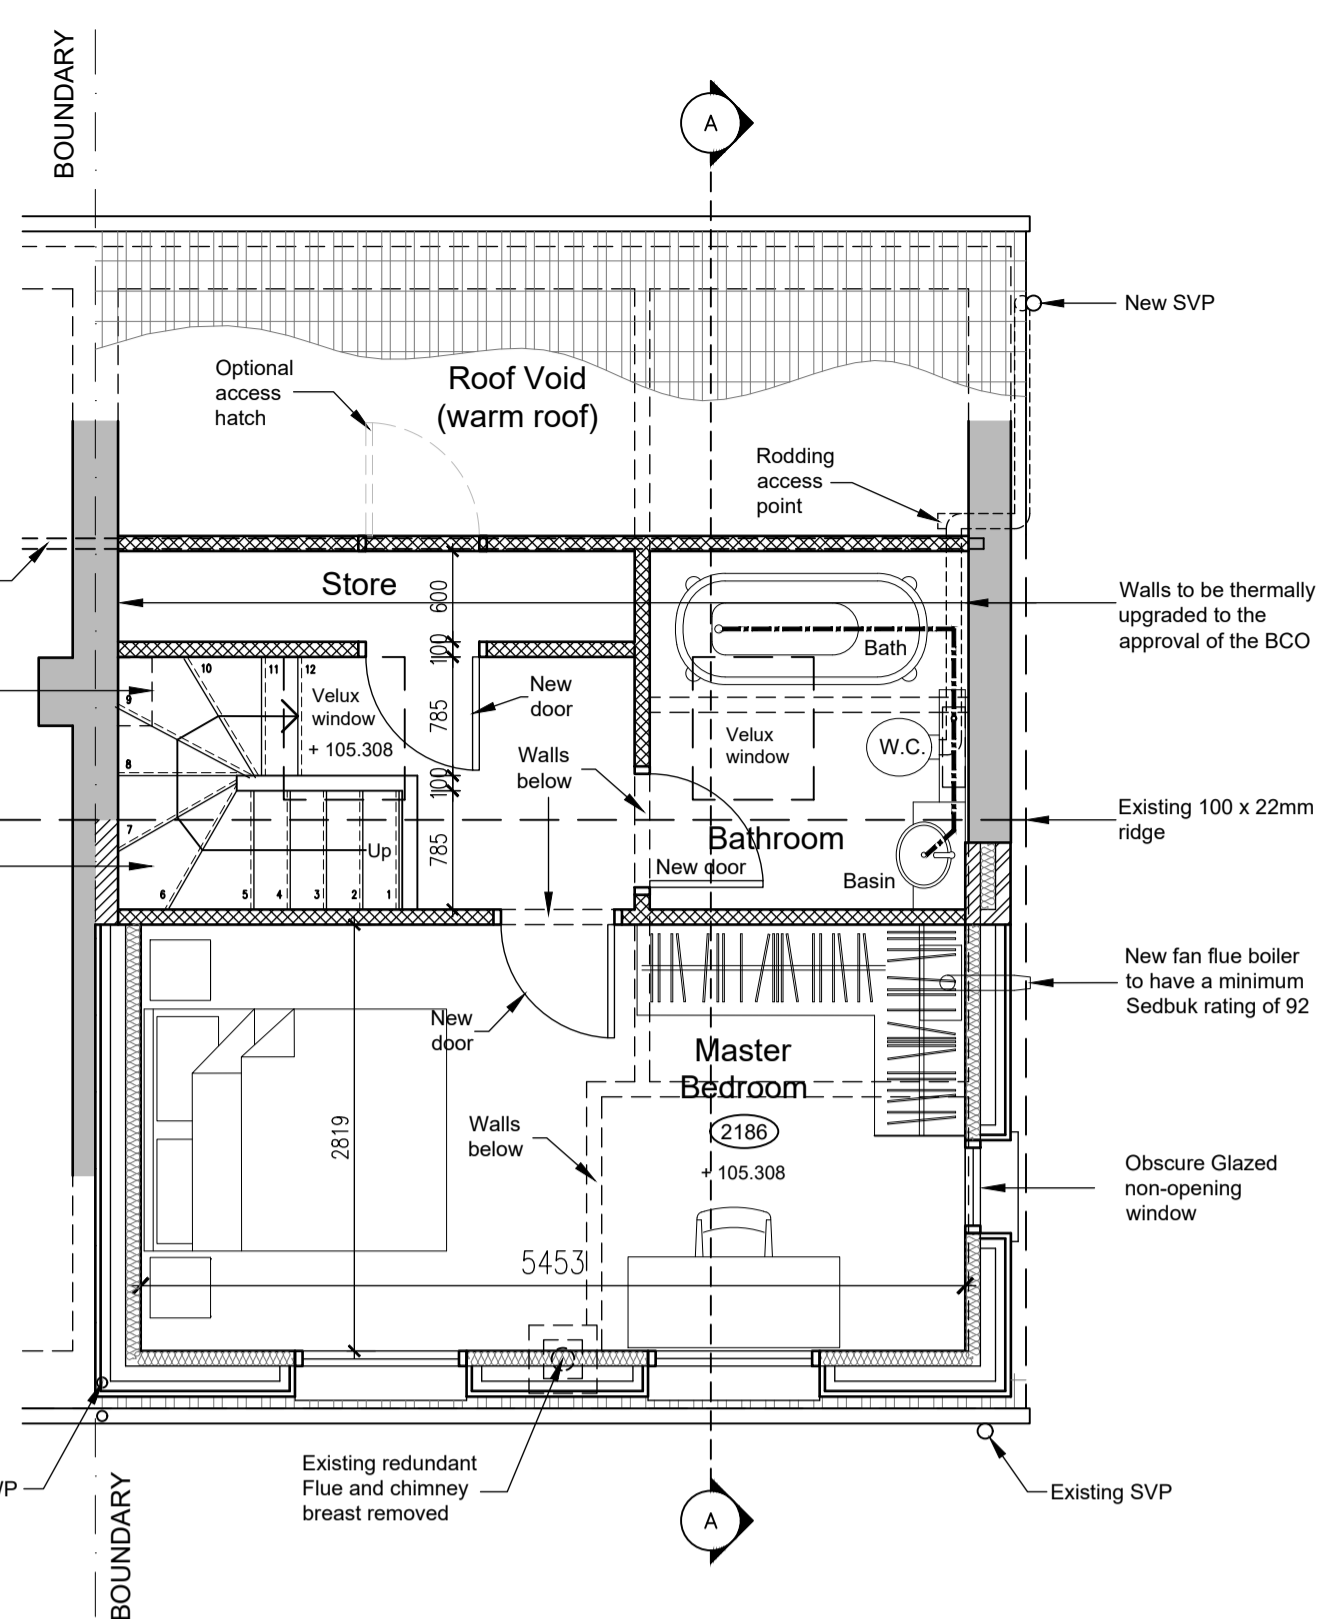 BOUNDARY
A
New SVP
Optional
access
hatch
Roof Void
(warm roof)
Rodding
access
point
Store
600
Walls to be thermally
upgraded to the
approval of the BCO
100
Bath
10
11
12
9
Velux
window
+ 105.308
New
door
785
Walls
below
Velux
window
W.C.
8
100
Existing 100 x 22mm
ridge
7
Up
785
Bathroom
New door
Basin
6
5
4
3
2
1
New fan flue boiler
to have a minimum
Sedbuk rating of 92
New
door
Master
Bedroom
2186
+ 105.308
2819
Walls
below
Obscure Glazed
non-opening
window
5453
Existing redundant
Flue and chimney
breast removed
A
Existing SVP
BOUNDARY